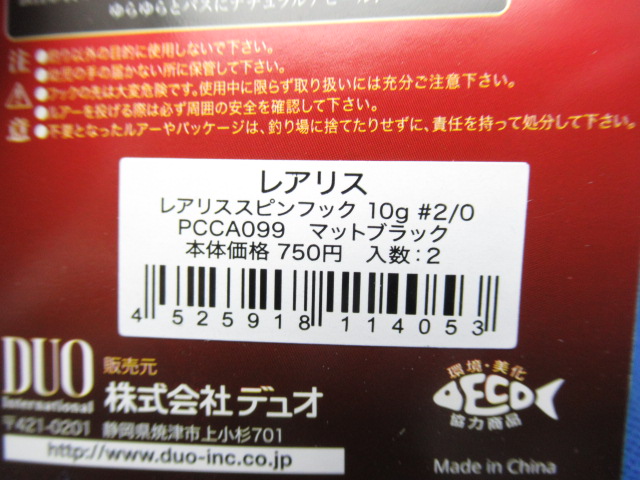 ゆらゆらとバスにナチュラルアピール
注 ●釣り以外の目的に使用しないで下さい。
●幼児の手の届かない所に保管して下さい。
●フックの先は大変危険です。使用中に限らず取り扱いには充分ご注意下さい。
●ルアーを投げる際は必ず周囲の安全を確認して下さい。
意 ●不要となったルアーやパッケージは、釣り場に捨てたりせずに、責任を持って処分して下さい。
レアリス
レアリススピンフック 10g #2/0
PCCA099 マットブラック
本体価格 750円 入数:2
4 525918 114053
DUO
International
販売元
株式会社デュオ
〒421-0201 静岡県焼津市上小杉701
http://www.duo-inc.co.jp
環境・美化
ECO
協力商品
Made in China